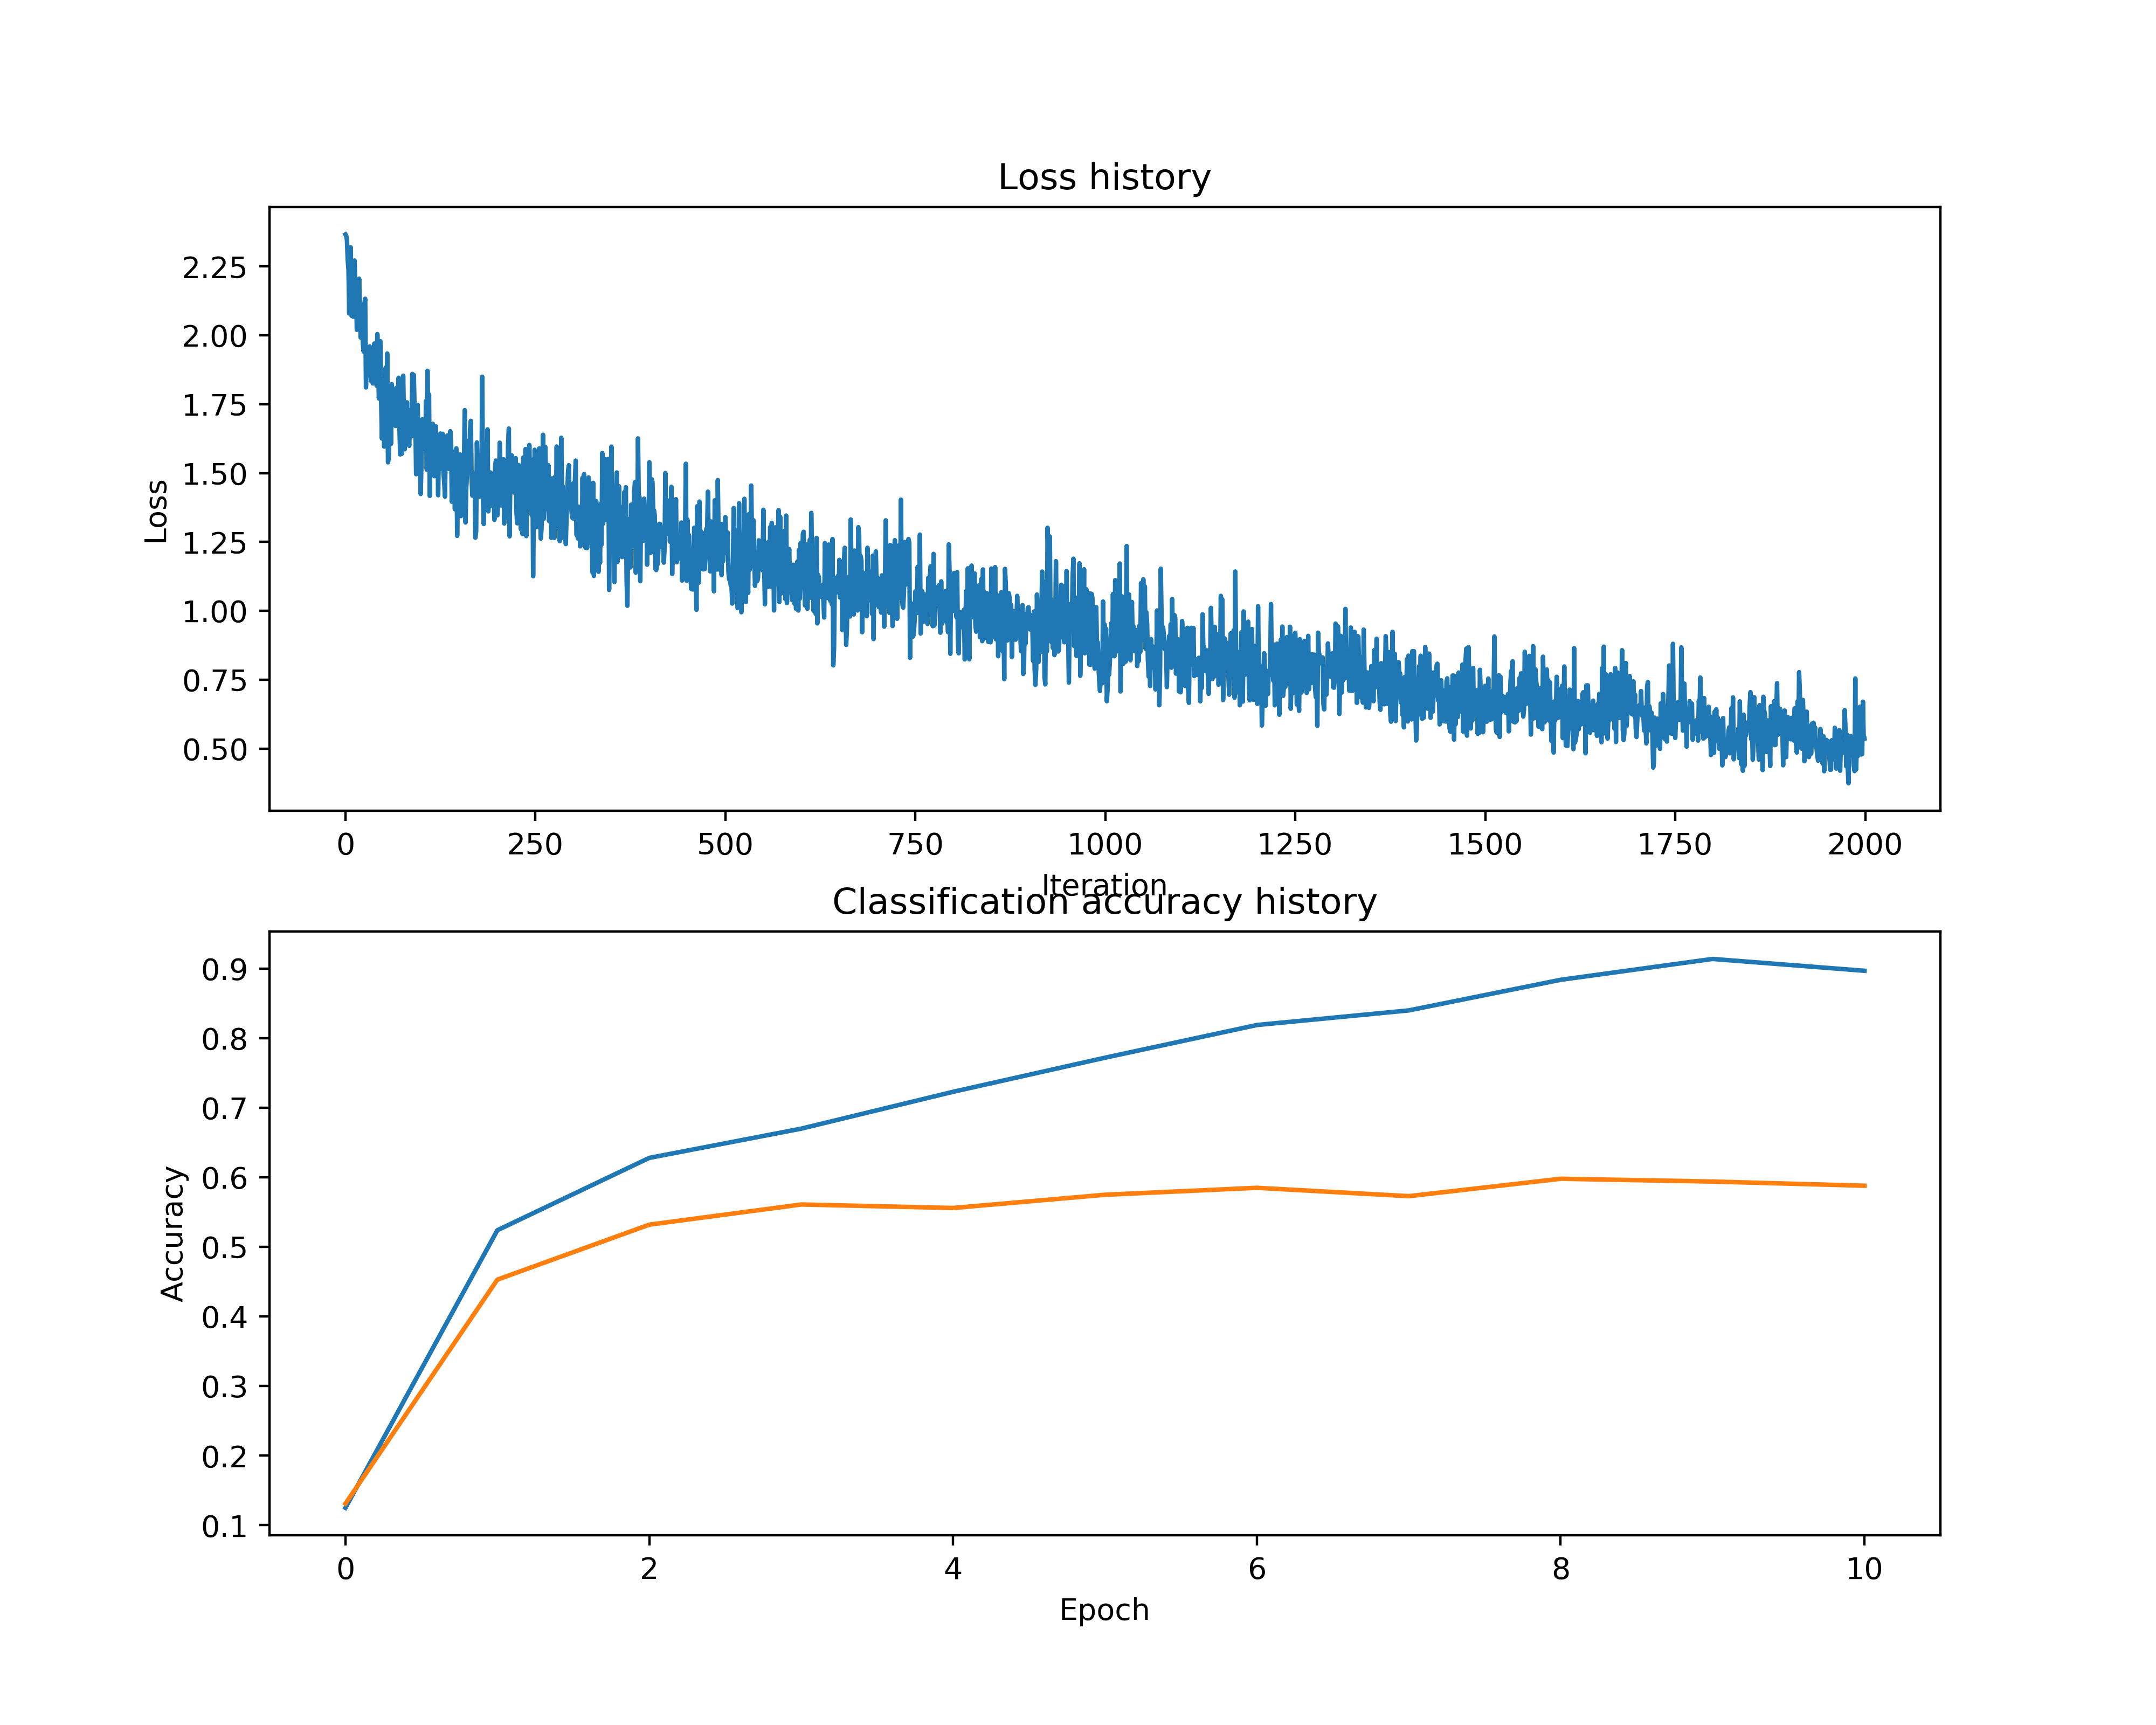 Loss history
2.25
2.00
1.75
1.50
1.25
1.00
0.75
0.50
Loss
0 250 500 750 1000 1250 1500 1750 2000
Iteration
Classification accuracy history
0.9
0.8
0.7
0.6
0.5
0.4
0.3
0.2
0.1
Accuracy
0 2 4 6 8 10
Epoch